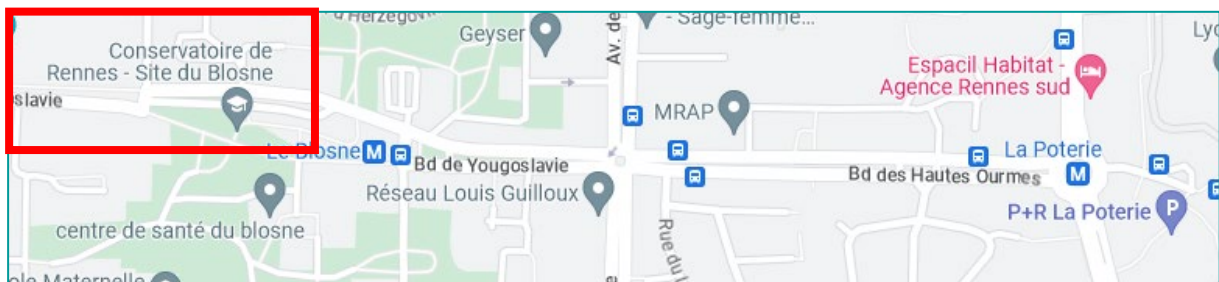 d'Herzégov
Geyser
Av. de
- Sage-femme...
Lyc
Conservatoire de
Rennes - Site du Blosne
Espacil Habitat -
Agence Rennes sud
slavie
MRAP
Le Blosne M
Bd de Yougoslavie
La Poterie
M
Bd des Hautes Ourmes
Réseau Louis Guilloux
P+R La Poterie P
centre de santé du blosne
Rue du
ole Maternelle